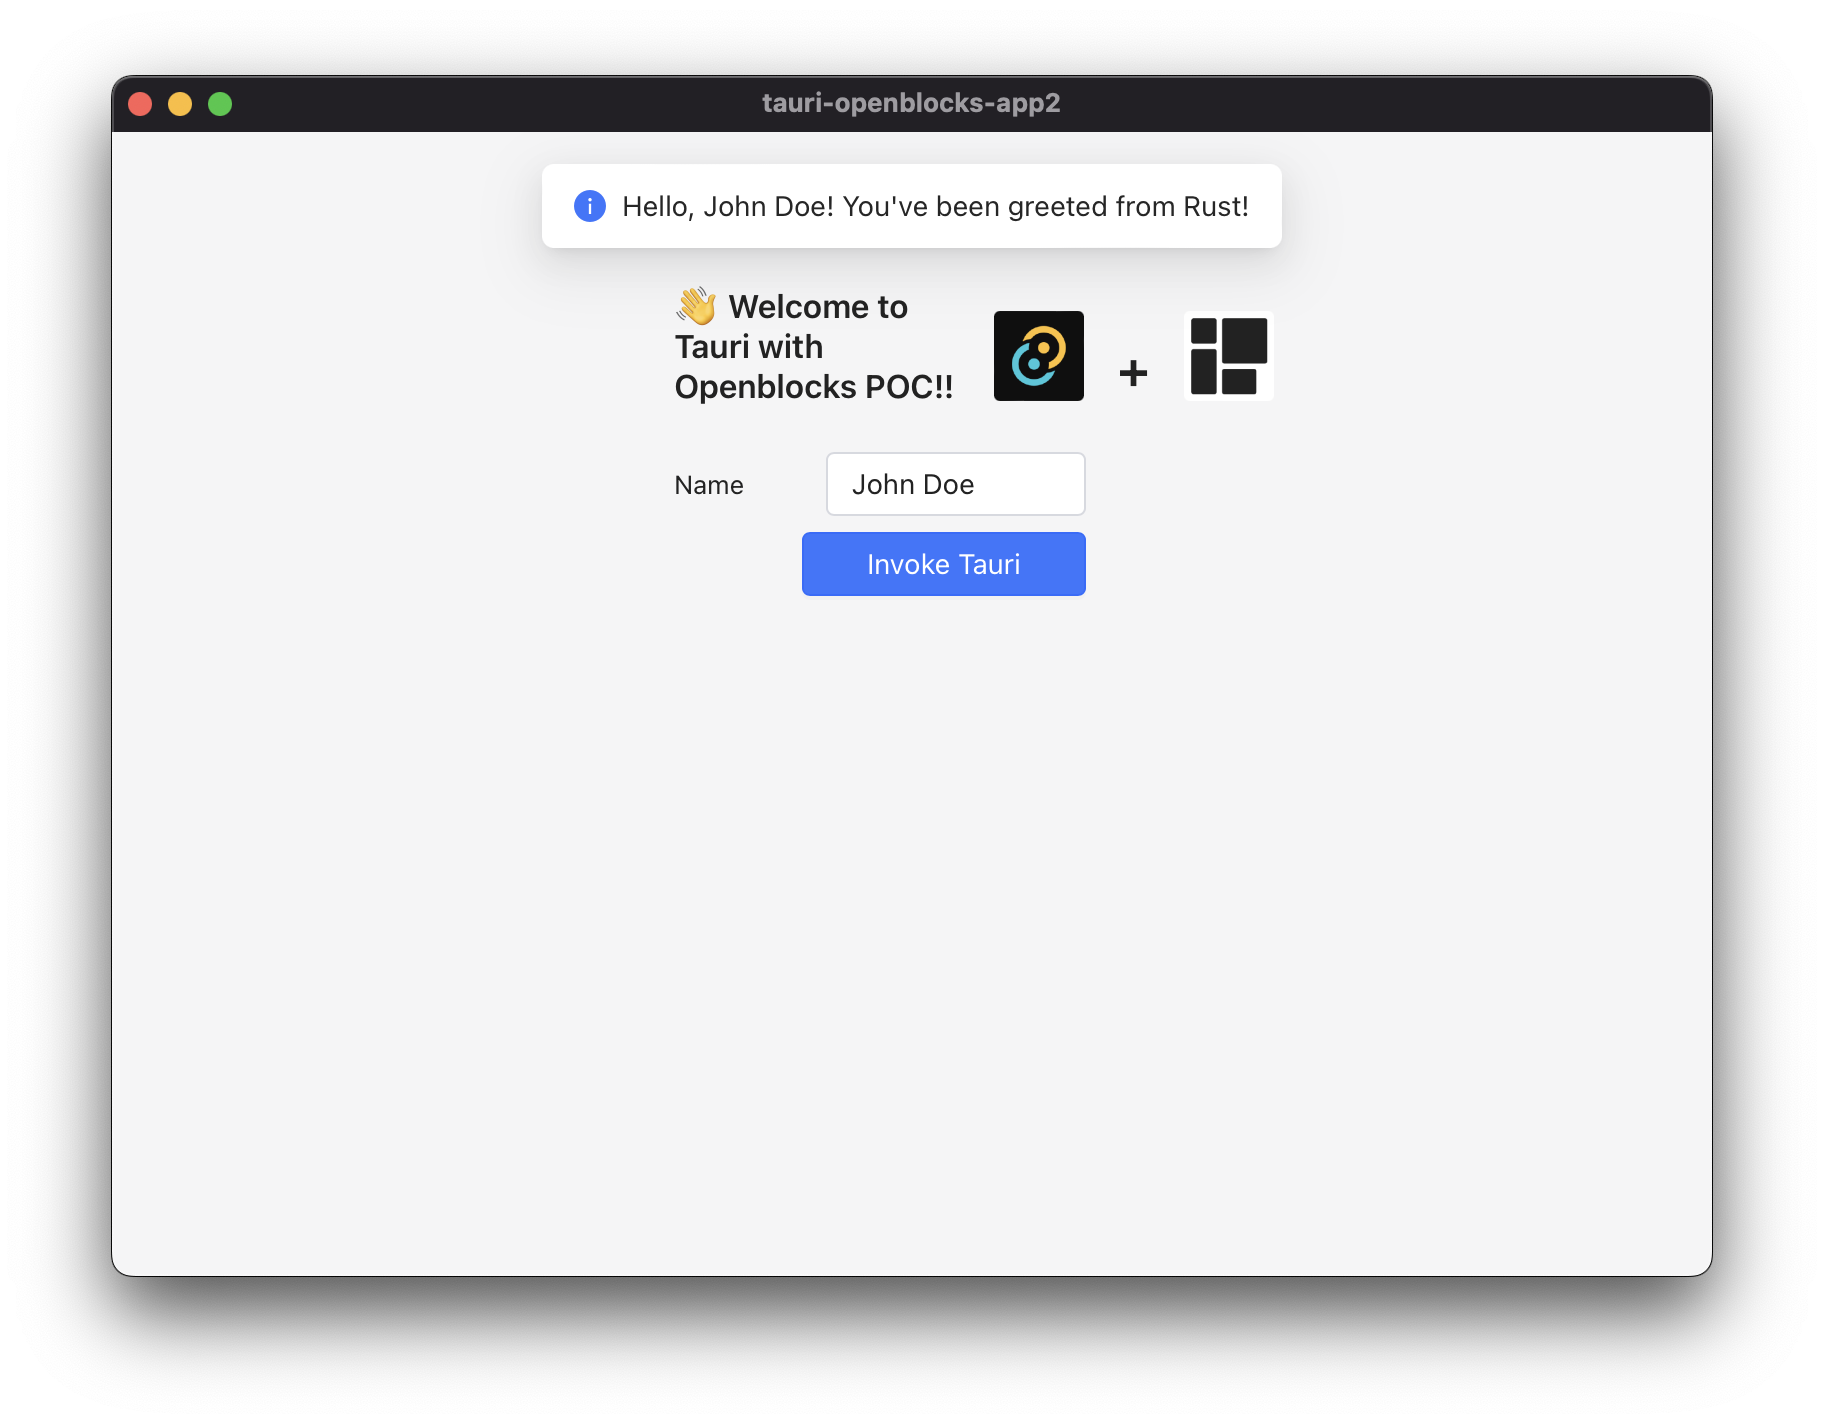 tauri-openblocks-app2
Hello, John Doe! You've been greeted from Rust!
👋 Welcome to
Tauri with
Openblocks POC!!
+
Name
John Doe
Invoke Tauri